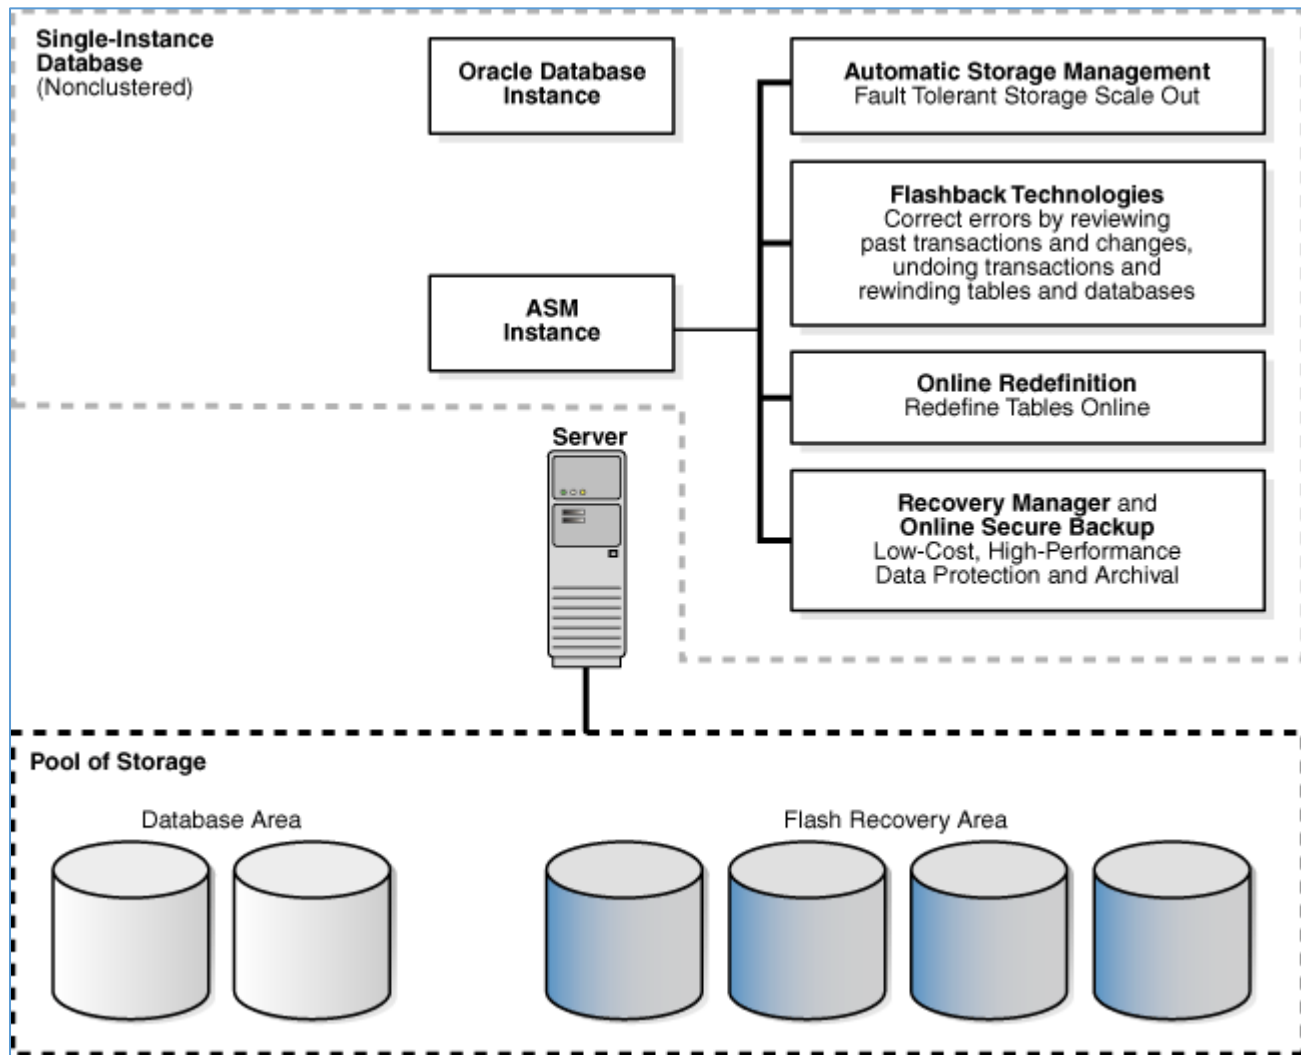 Single-Instance
Database
(Nonclustered)
Oracle Database
Instance
Automatic Storage Management
Fault Tolerant Storage Scale Out
Flashback Technologies
Correct errors by reviewing
past transactions and changes,
undoing transactions and
rewinding tables and databases
ASM
Instance
Online Redefinition
Redefine Tables Online
Server
Recovery Manager and
Online Secure Backup
Low-Cost, High-Performance
Data Protection and Archival
Pool of Storage
Database Area
Flash Recovery Area